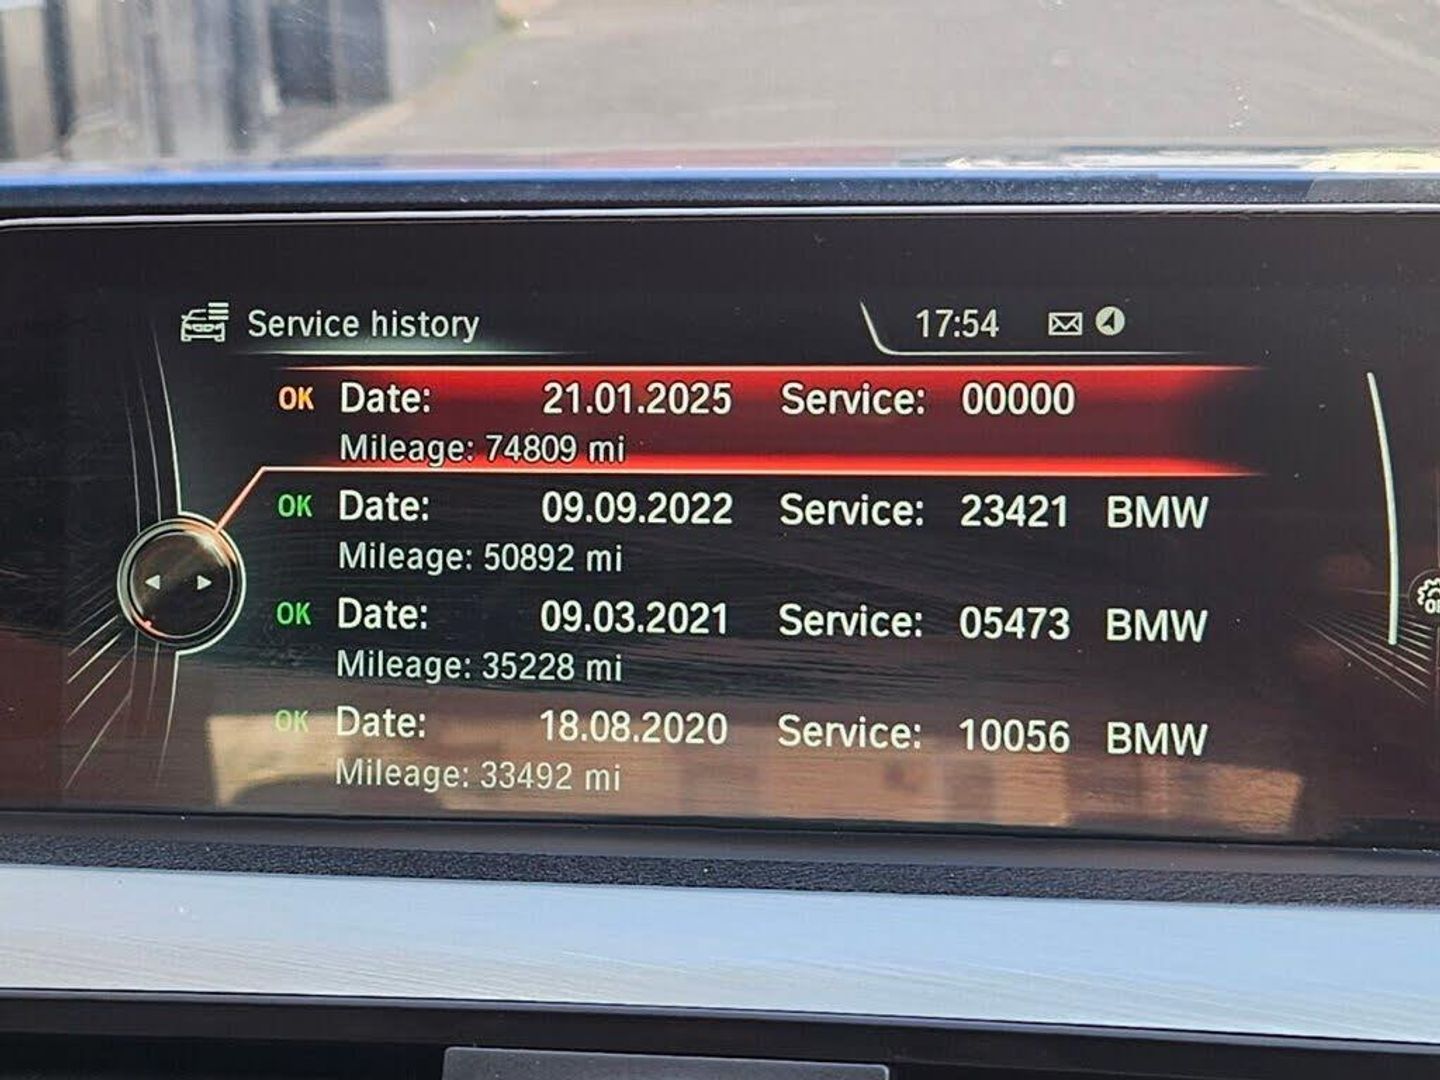 Service history 17:54
OK Date: 21.01.2025 Service: 00000
Mileage: 74809 mi
OK Date: 09.09.2022 Service: 23421 BMW
Mileage: 50892 mi
OK Date: 09.03.2021 Service: 05473 BMW
Mileage: 35228 mi
OK Date: 18.08.2020 Service: 10056 BMW
Mileage: 33492 mi